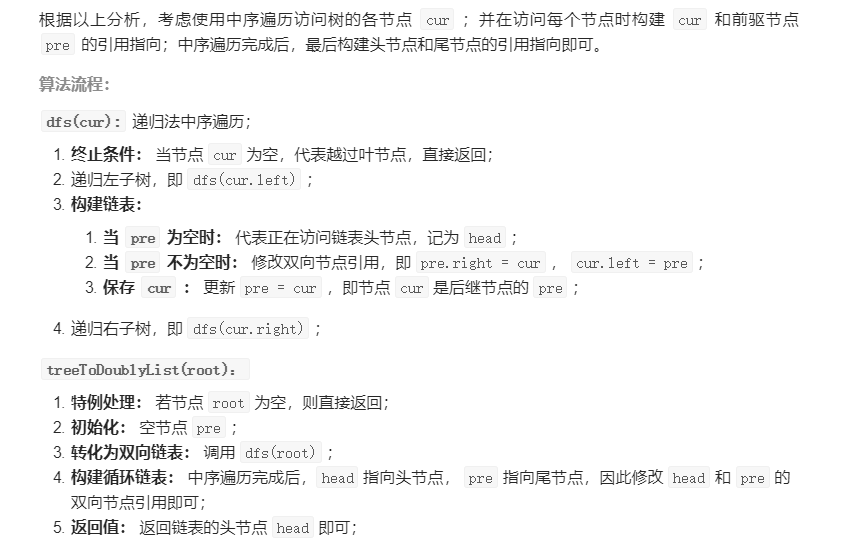 根据以上分析，考虑使用中序遍历访问树的各节点 cur ；并在访问每个节点时构建 cur 和前驱节点
pre 的引用指向；中序遍历完成后，最后构建头节点和尾节点的引用指向即可。
算法流程：
dfs(cur): 递归法中序遍历；
1. 终止条件： 当节点 cur 为空，代表越过叶节点，直接返回；
2. 递归左子树，即 dfs(cur.left) ；
3. 构建链表：
1. 当 pre 为空时： 代表正在访问链表头节点，记为 head ；
2. 当 pre 不为空时： 修改双向节点引用，即 pre.right = cur ， cur.left = pre ；
3. 保存 cur ： 更新 pre = cur ，即节点 cur 是后继节点的 pre ；
4. 递归右子树，即 dfs(cur.right) ；
treeToDoublyList(root)：
1. 特例处理： 若节点 root 为空，则直接返回；
2. 初始化： 空节点 pre ；
3. 转化为双向链表： 调用 dfs(root) ；
4. 构建循环链表： 中序遍历完成后， head 指向头节点， pre 指向尾节点，因此修改 head 和 pre 的
双向节点引用即可；
5. 返回值： 返回链表的头节点 head 即可；